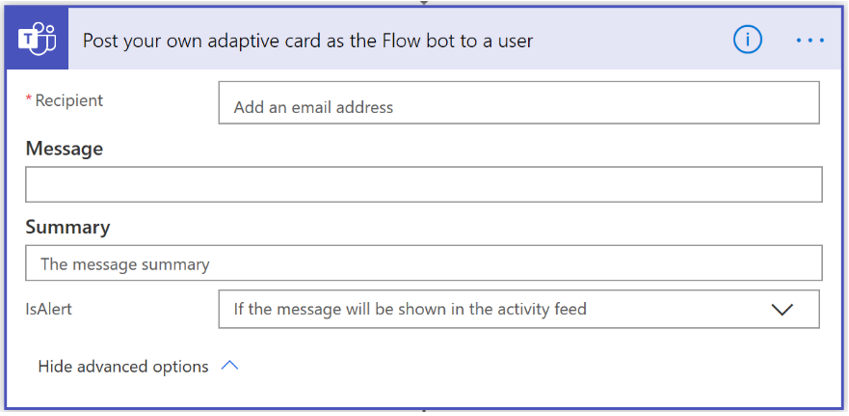 Post your own adaptive card as the Flow bot to a user
* Recipient
Add an email address
Message
Summary
The message summary
IsAlert
If the message will be shown in the activity feed
Hide advanced options